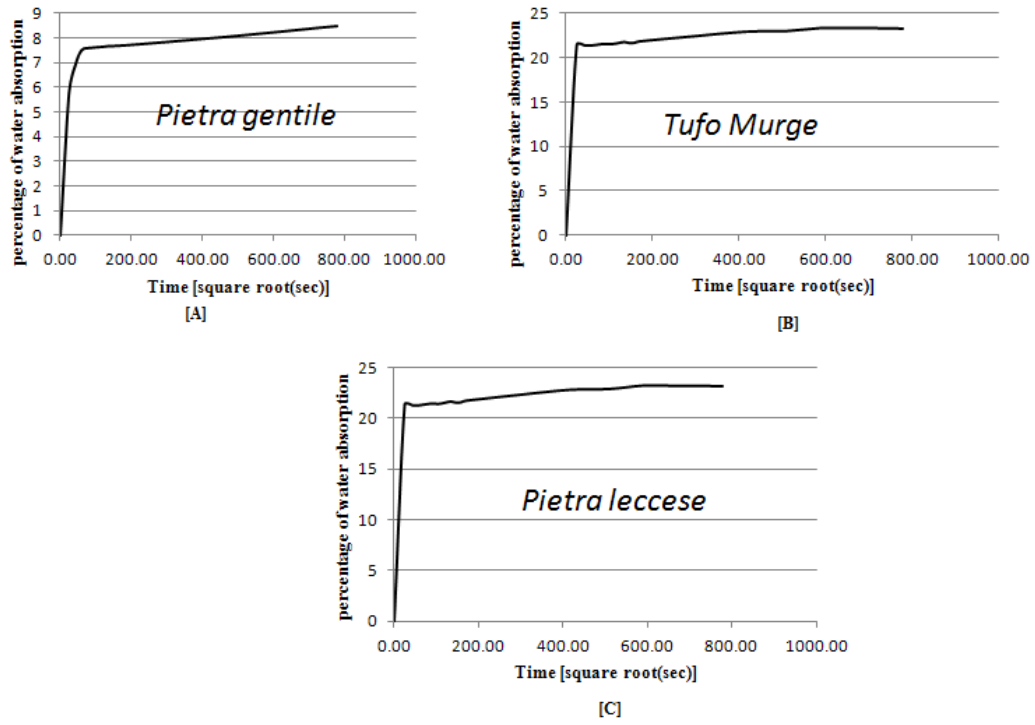 percentage of water absorption
9
8
7
6
5
4
3
2
1
0
Pietra gentile
0.00 200.00 400.00 600.00 800.00 1000.00
Time [square root(sec)]
[A]
percentage of water absorption
25
20
15
10
5
0
Tufo Murge
0.00 200.00 400.00 600.00 800.00 1000.00
Time [square root(sec)]
[B]
percentage of water absorption
25
20
15
10
5
0
Pietra leccese
0.00 200.00 400.00 600.00 800.00 1000.00
Time [square root(sec)]
[C]